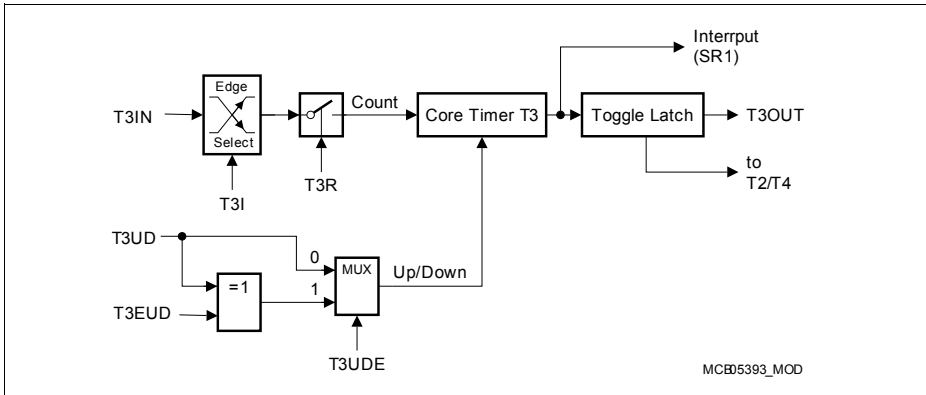 Interrput
(SR1)
Edge
Select
T3IN
Count
Core Timer T3
Toggle Latch
T3OUT
T3I
T3R
to
T2/T4
T3UD
0
MUX
Up/Down
=1
1
T3EUD
T3UDE
MCB05393_MOD